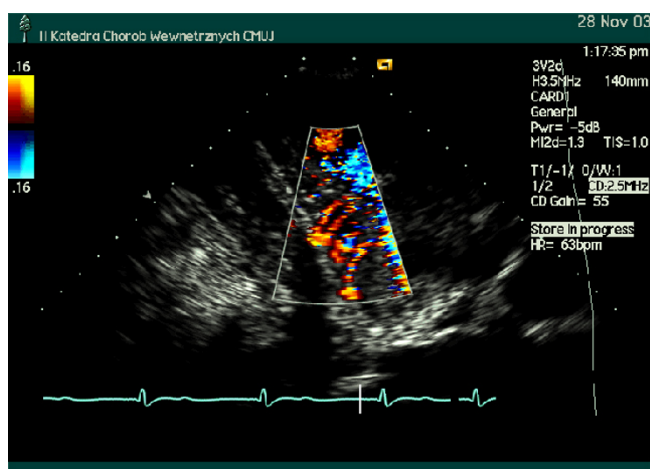 28 Nov 03
II Katedra Chorob Wewnetrznych CMUJ
1:17:35 pm
.16
3V2c
H3.5MHz 140mm
CARD1
General
Pwr= -5dB
MI2d=1.3 TIS=1.0
T1/-1/ 0/W:1
1/2 CD:2.5MHz
CD Gain = 55
.16
Store in progress
HR= 63bpm